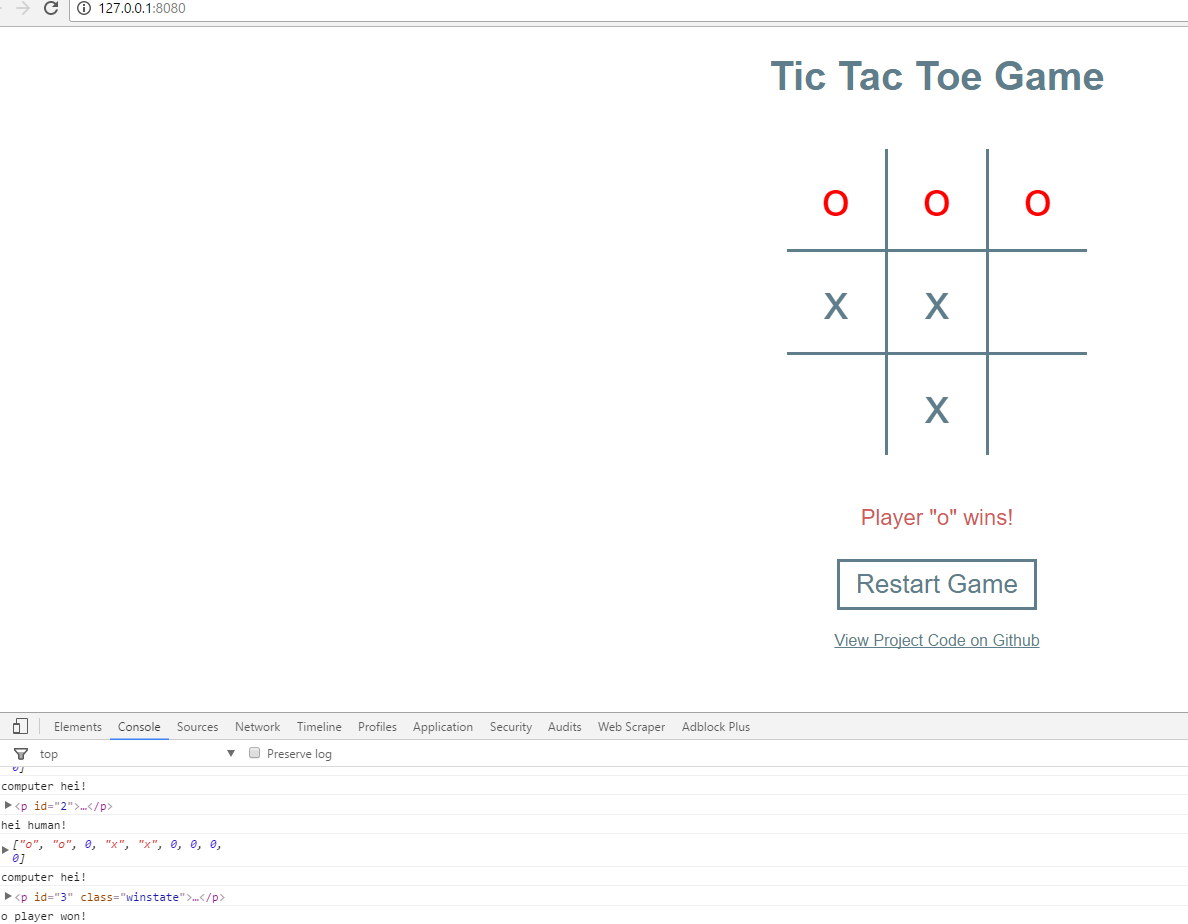 127.0.0.1:8080
Tic Tac Toe Game
o o o
x x
x
Player "o" wins!
Restart Game
View Project Code on Github
Elements Console Sources Network Timeline Profiles Application Security Audits Web Scraper Adblock Plus
top Preserve log
0]
computer hei!
<p id="2">…</p>
hei human!
["o", "o", 0, "x", "x", 0, 0, 0,
0]
computer hei!
<p id="3" class="winstate">…</p>
o player won!